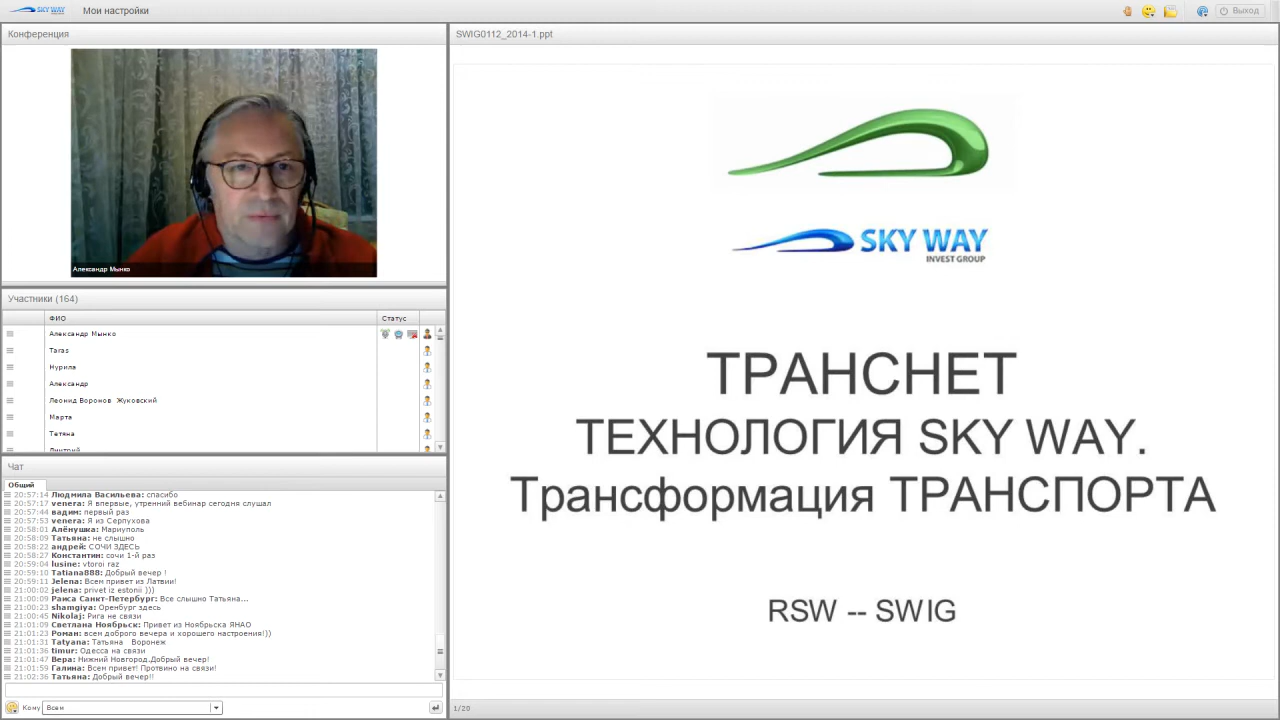 SKY WAY
Мои настройки
Выход
Конференция
Александр Мынко
Участники (164)
ФИО
Статус
Александр Мынко
Taras
Нурила
Александр
Леонид Воронов Жуковский
Марта
Тетяна
Дмитрий
Чат
Общий
20:57:14 Людмила Васильева: спасибо
20:57:17 venera: Я впервые, утренний вебинар сегодня слушал
20:57:44 вадим: первый раз
20:57:53 venera: Я из Серпухова
20:58:01 Алёнушка: Мариуполь
20:58:09 Татьяна: не слышно
20:58:22 андрей: СОЧИ ЗДЕСЬ
20:58:27 Константин: сочи 1-й раз
20:59:04 lusine: vtoroi raz
20:59:10 Tatiana888: Добрый вечер !
20:59:11 Jelena: Всем привет из Латвии!
21:00:02 jelena: privet iz estonii )))
21:00:09 Раиса Санкт-Петербург: Все слышно Татьяна...
21:00:23 shamgiya: Оренбург здесь
21:00:45 Nikolaj: Рига не связи
21:01:09 Светлана Ноябрьск: Привет из Ноябрьска ЯНАО
21:01:23 Роман: всем доброго вечера и хорошего настроения!))
21:01:31 Tatyana: Татьяна Воронеж
21:01:36 timur: Одесса на связи
21:01:47 Вера: Нижний Новгород.Добрый вечер!
21:01:59 Галина: Всем привет! Протвино на связи!
21:02:36 Татьяна: Добрый вечер!!
Кому Всем
SWIG0112_2014-1.ppt
SKY WAY
INVEST GROUP
ТРАНСНЕТ
ТЕХНОЛОГИЯ SKY WAY.
Трансформация ТРАНСПОРТА
RSW -- SWIG
1/20